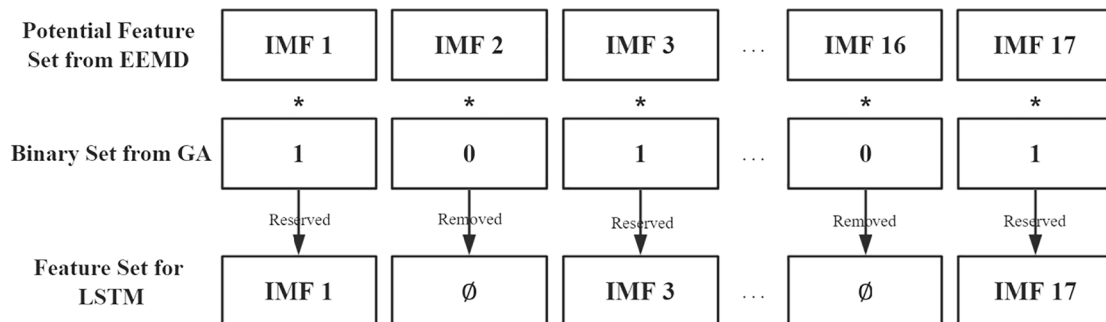 Potential Feature
Set from EEMD
IMF 1 IMF 2 IMF 3 ... IMF 16 IMF 17
* * * * *
Binary Set from GA
1 0 1 ... 0 1
Reserved Removed Reserved Removed Reserved
Feature Set for
LSTM
IMF 1 ∅ IMF 3 ... ∅ IMF 17